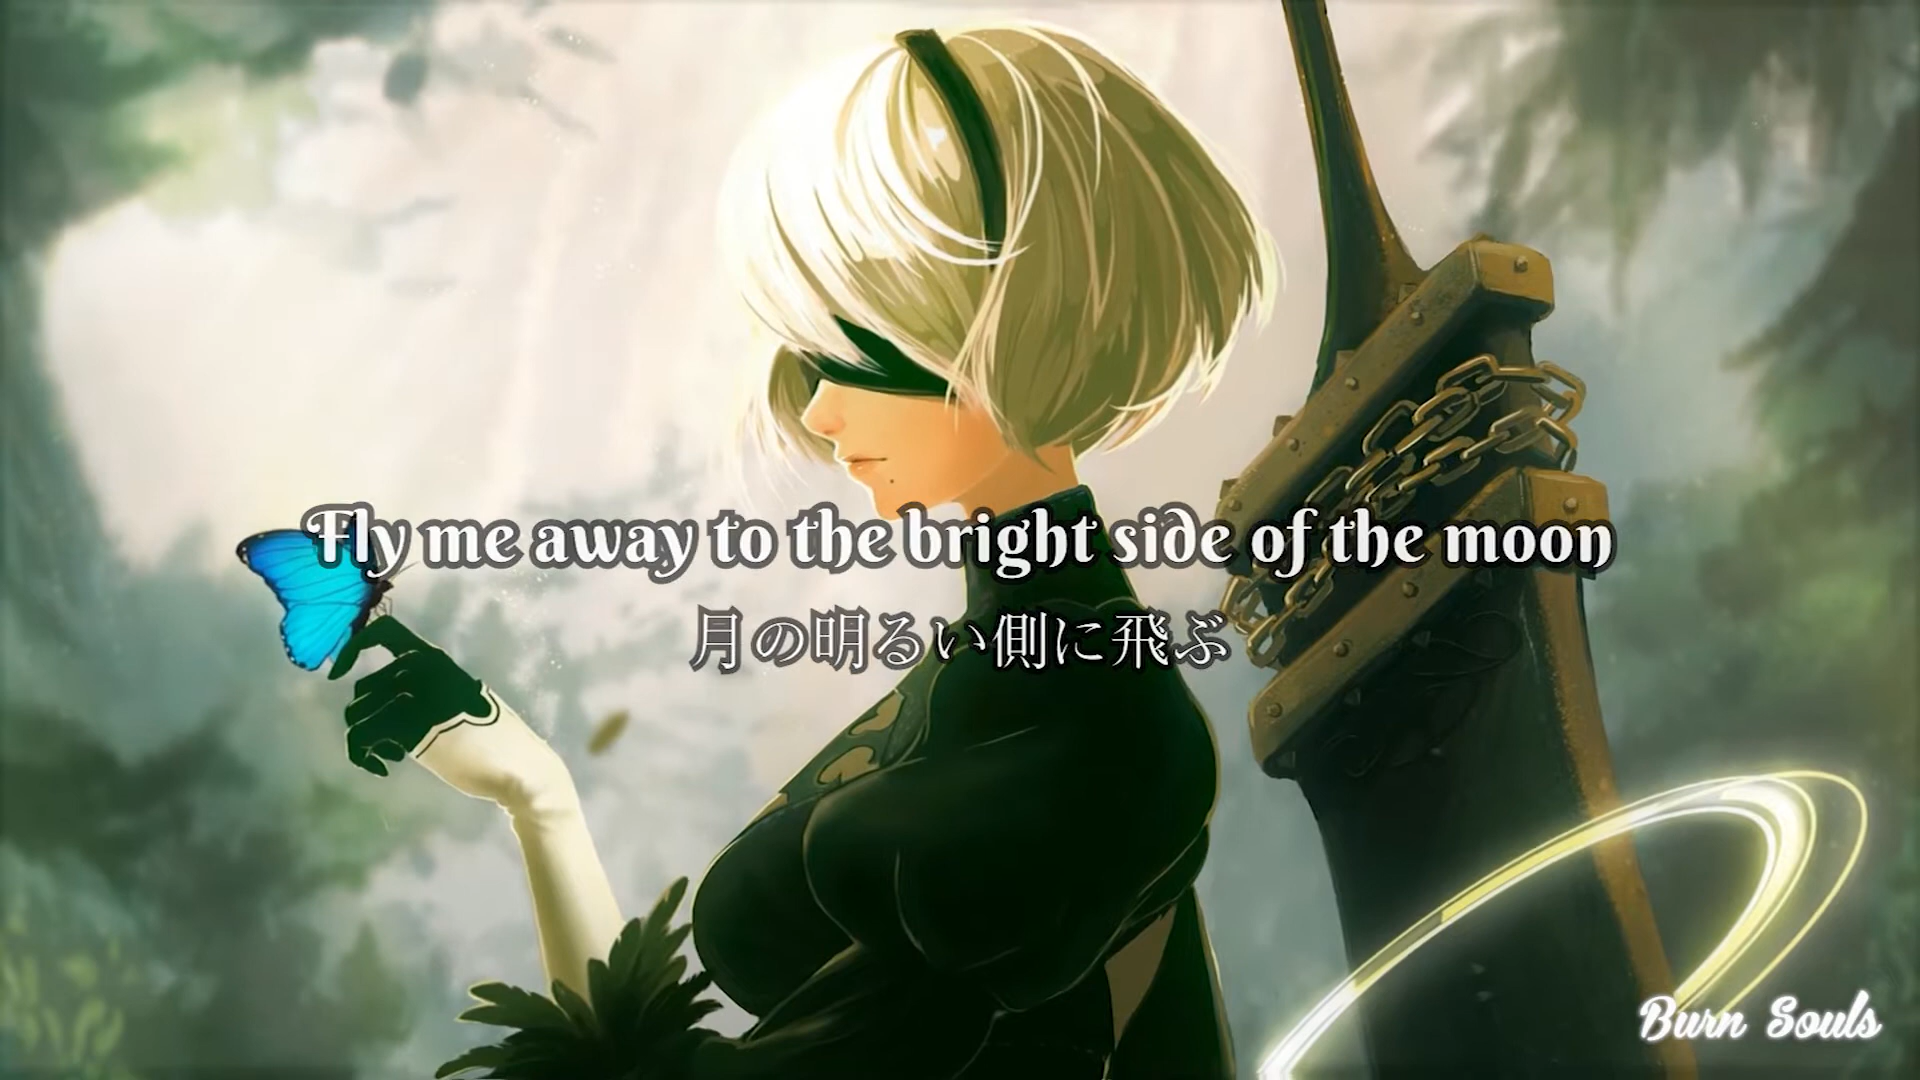 Fly me away to the bright side of the moon
月の明るい側に飛ぶ
Burn Souls